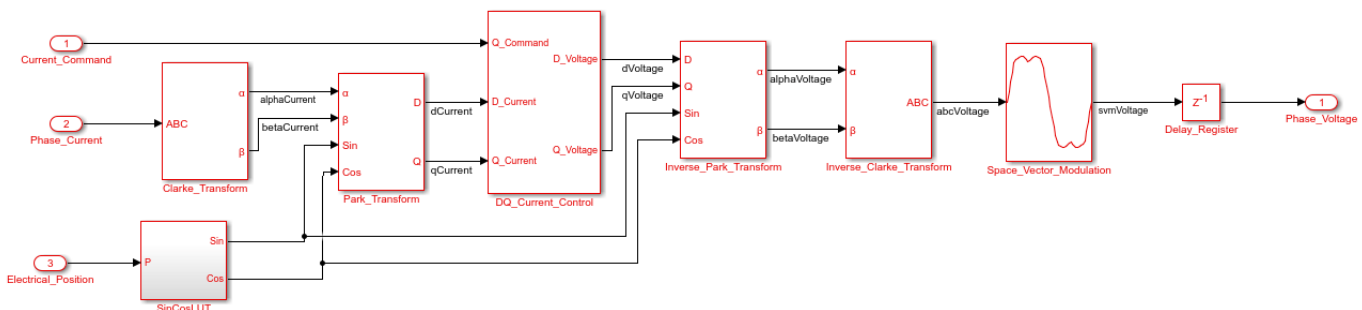 1
Current_Command
2
Phase_Current
ABC
α
β
Clarke_Transform
alphaCurrent
betaCurrent
3
Electrical_Position
P
Sin
Cos
SinCosLUT
α
β
Sin
Cos
D
Q
Park_Transform
dCurrent
qCurrent
Q_Command
D_Current
Q_Current
D_Voltage
Q_Voltage
DQ_Current_Control
dVoltage
qVoltage
D
Q
Sin
Cos
α
β
Inverse_Park_Transform
alphaVoltage
betaVoltage
α
β
ABC
Inverse_Clarke_Transform
abcVoltage
Space_Vector_Modulation
svmVoltage
Z-1
Delay_Register
1
Phase_Voltage